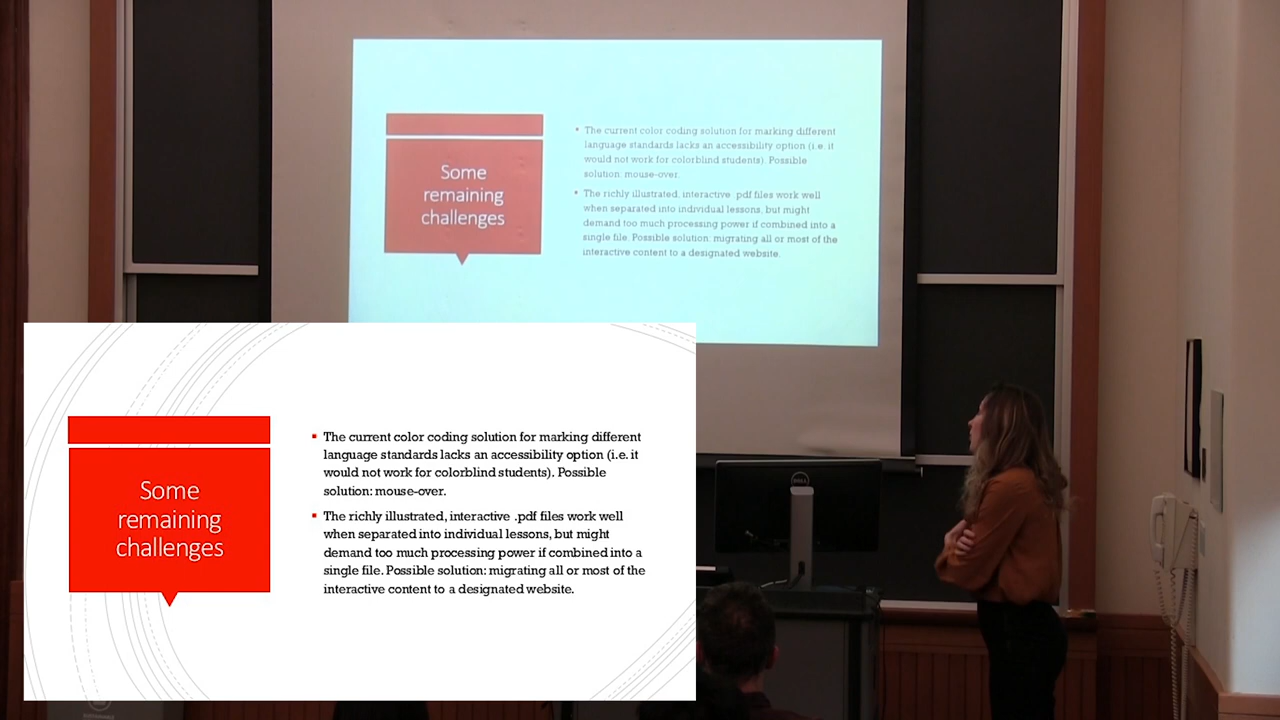 Some
remaining
challenges
▪ The current color coding solution for marking different
language standards lacks an accessibility option (i.e. it
would not work for colorblind students). Possible
solution: mouse-over.
▪ The richly illustrated, interactive .pdf files work well
when separated into individual lessons, but might
demand too much processing power if combined into a
single file. Possible solution: migrating all or most of the
interactive content to a designated website.
DELL
Some
remaining
challenges
▪ The current color coding solution for marking different
language standards lacks an accessibility option (i.e. it
would not work for colorblind students). Possible
solution: mouse-over.
▪ The richly illustrated, interactive .pdf files work well
when separated into individual lessons, but might
demand too much processing power if combined into a
single file. Possible solution: migrating all or most of the
interactive content to a designated website.